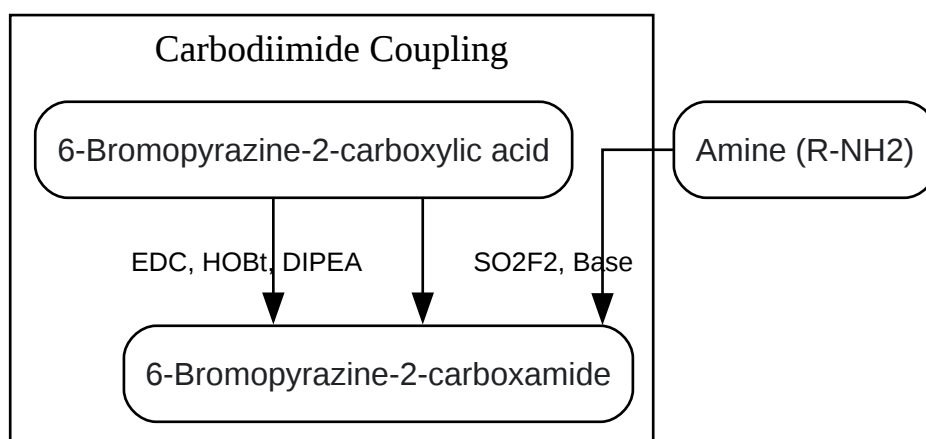 Carbodiimide Coupling
6-Bromopyrazine-2-carboxylic acid
Amine (R-NH2)
EDC, HOBt, DIPEA
SO2F2, Base
6-Bromopyrazine-2-carboxamide